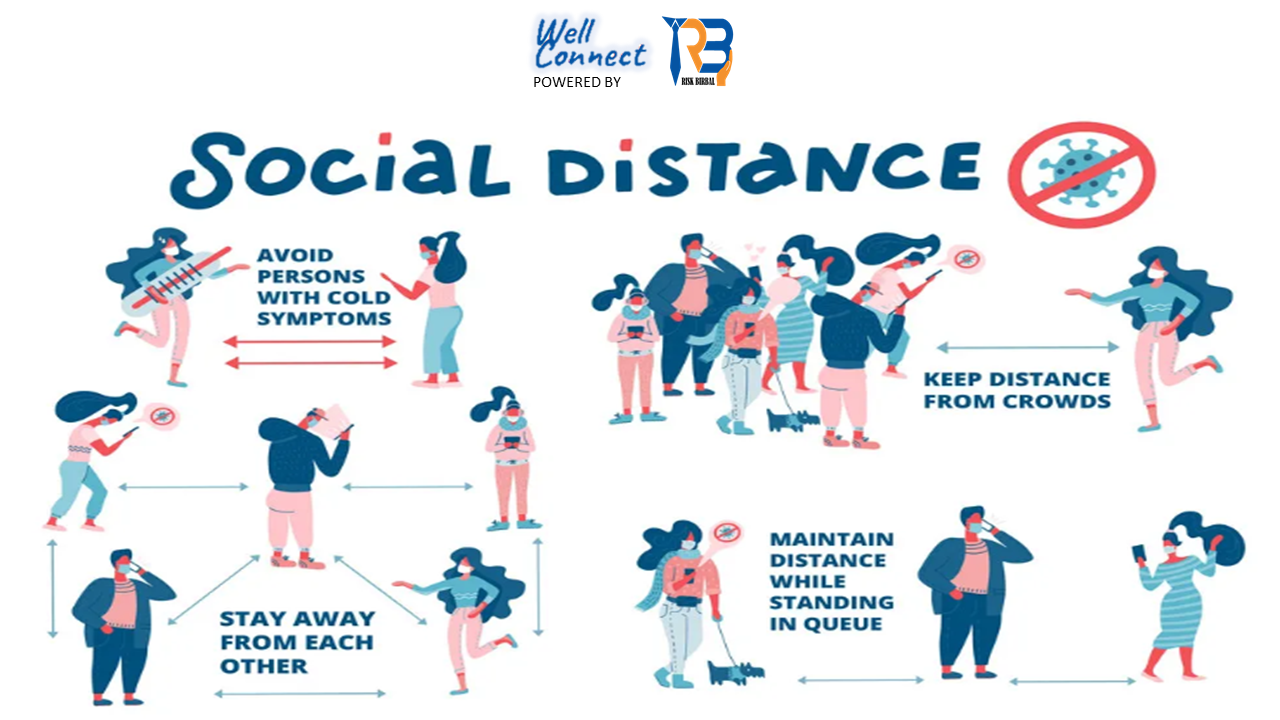 Well
Connect
POWERED BY
RB
RISK BIRBAL
SOCIAL DISTANCE
AVOID
PERSONS
WITH COLD
SYMPTOMS
KEEP DISTANCE
FROM CROWDS
STAY AWAY
FROM EACH
OTHER
MAINTAIN
DISTANCE
WHILE
STANDING
IN QUEUE